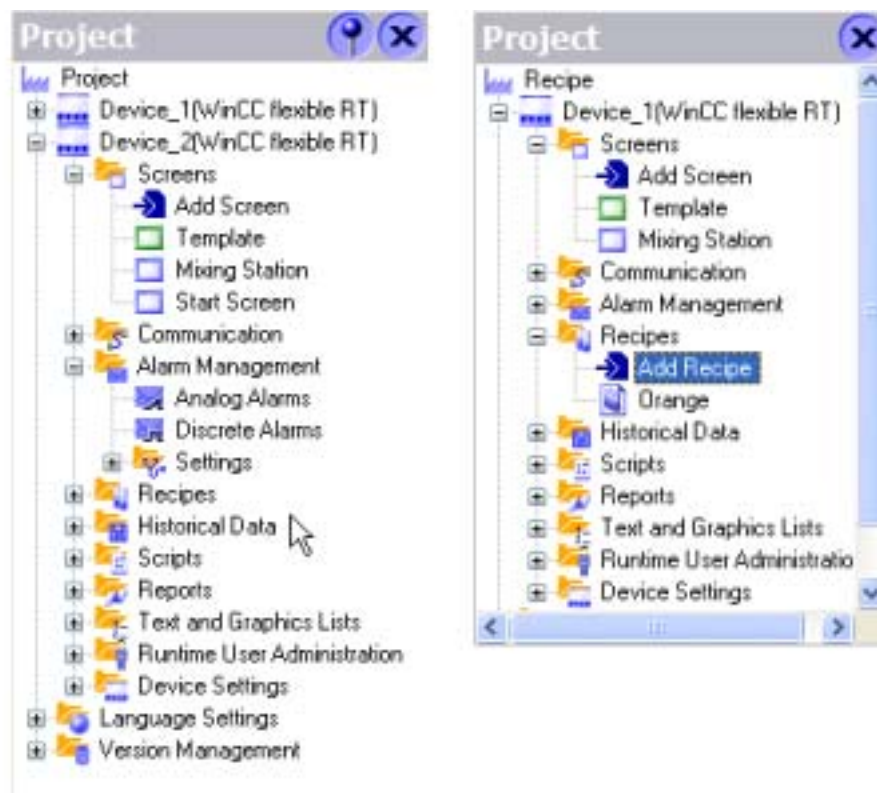 Project
Project
Device_1(WinCC flexible RT)
Device_2(WinCC flexible RT)
Screens
Add Screen
Template
Mixing Station
Start Screen
Communication
Alarm Management
Analog Alarms
Discrete Alarms
Settings
Recipes
Historical Data
Scripts
Reports
Text and Graphics Lists
Runtime User Administration
Device Settings
Language Settings
Version Management
Project
Recipe
Device_1(WinCC flexible RT)
Screens
Add Screen
Template
Mixing Station
Communication
Alarm Management
Recipes
Add Recipe
Orange
Historical Data
Scripts
Reports
Text and Graphics Lists
Runtime User Administratio
Device Settings